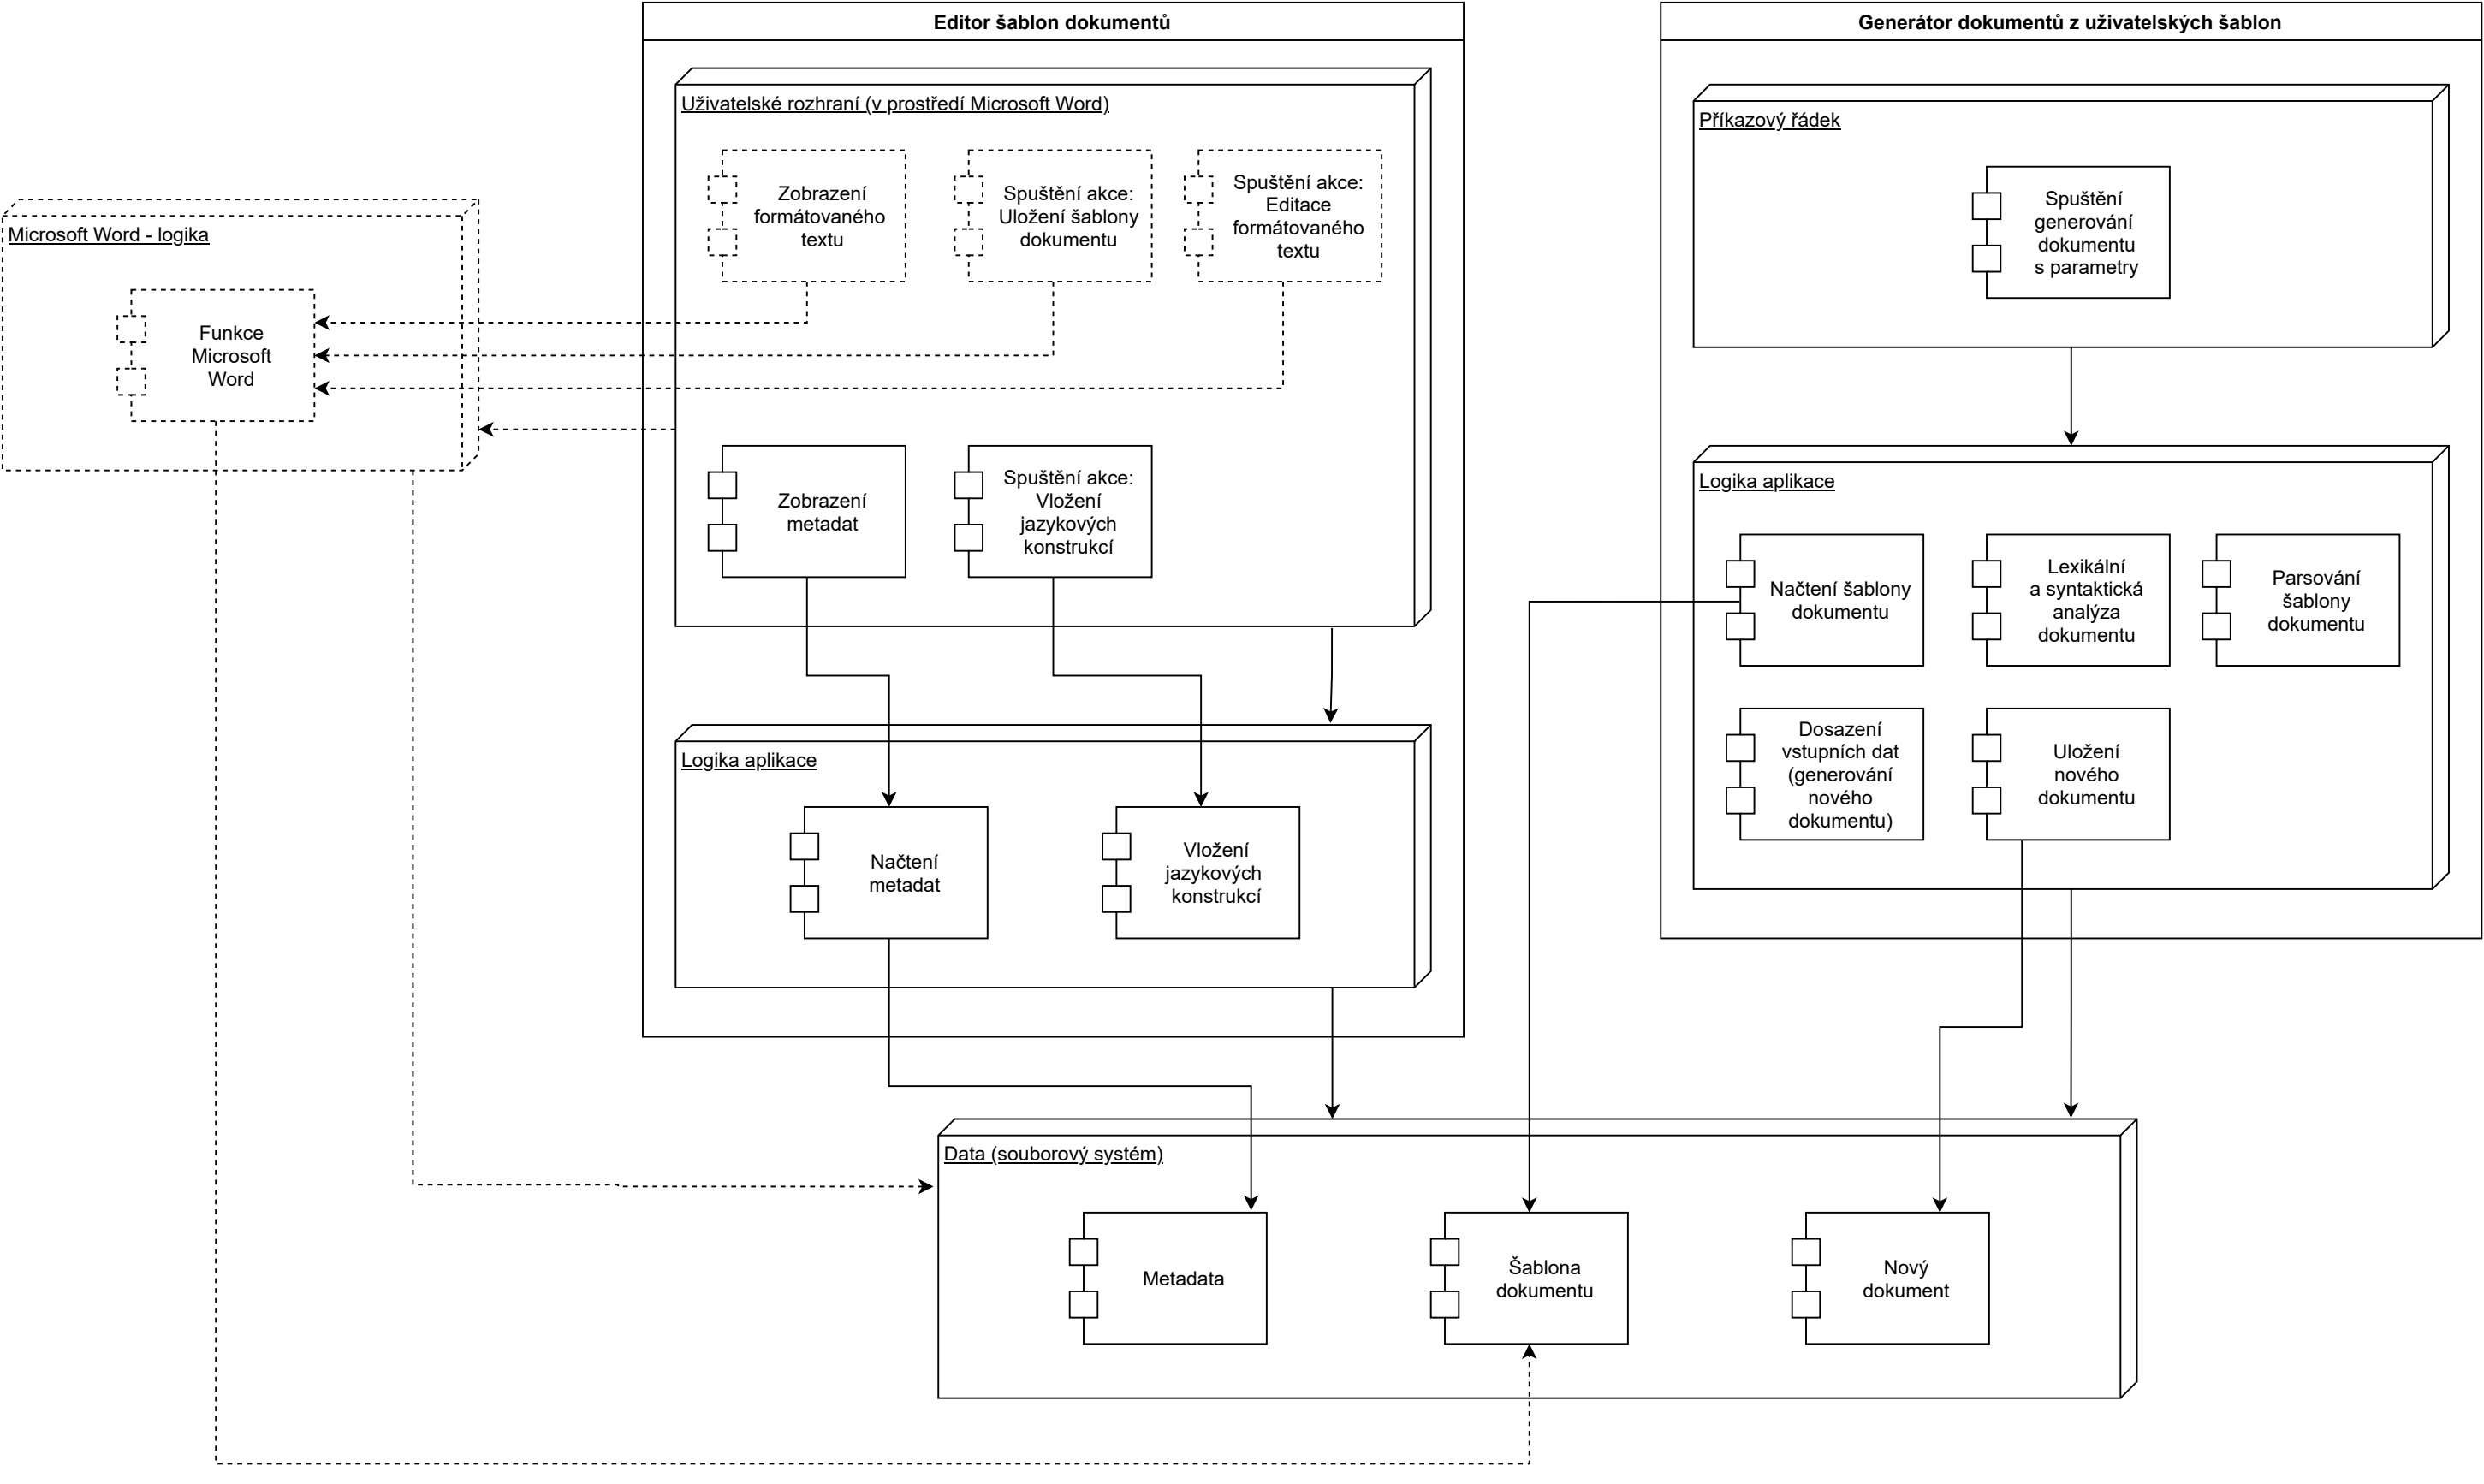 Editor šablon dokumentů
Generátor dokumentů z uživatelských šablon
Uživatelské rozhraní (v prostředí Microsoft Word)
Zobrazení
formátovaného
textu
Spuštění akce:
Uložení šablony
dokumentu
Spuštění akce:
Editace
formátovaného
textu
Microsoft Word - logika
Funkce
Microsoft
Word
Zobrazení
metadat
Spuštění akce:
Vložení
jazykových
konstrukcí
Logika aplikace
Načtení
metadat
Vložení
jazykových
konstrukcí
Příkazový řádek
Spuštění
generování
dokumentu
s parametry
Logika aplikace
Načtení šablony
dokumentu
Lexikální
a syntaktická
analýza
dokumentu
Parsování
šablony
dokumentu
Dosazení
vstupních dat
(generování
nového
dokumentu)
Uložení
nového
dokumentu
Data (souborový systém)
Metadata
Šablona
dokumentu
Nový
dokument